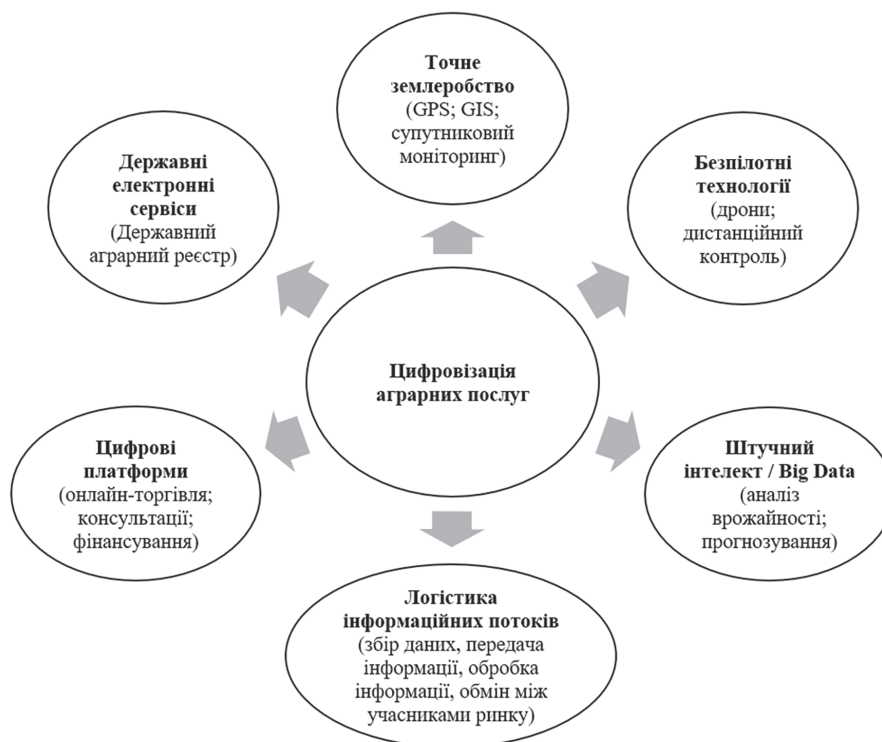 Точне
землеробство
(GPS; GIS;
супутниковий
моніторинг)
Державні
електронні
сервіси
(Державний
аграрний реєстр)
Безпілотні
технології
(дрони;
дистанційний
контроль)
Цифровізація
аграрних послуг
Цифрові
платформи
(онлайн-торгівля;
консультації;
фінансування)
Штучний
інтелект / Big Data
(аналіз
врожайності;
прогнозування)
Логістика
інформаційних потоків
(збір даних, передача
інформації, обробка
інформації, обмін між
учасниками ринку)